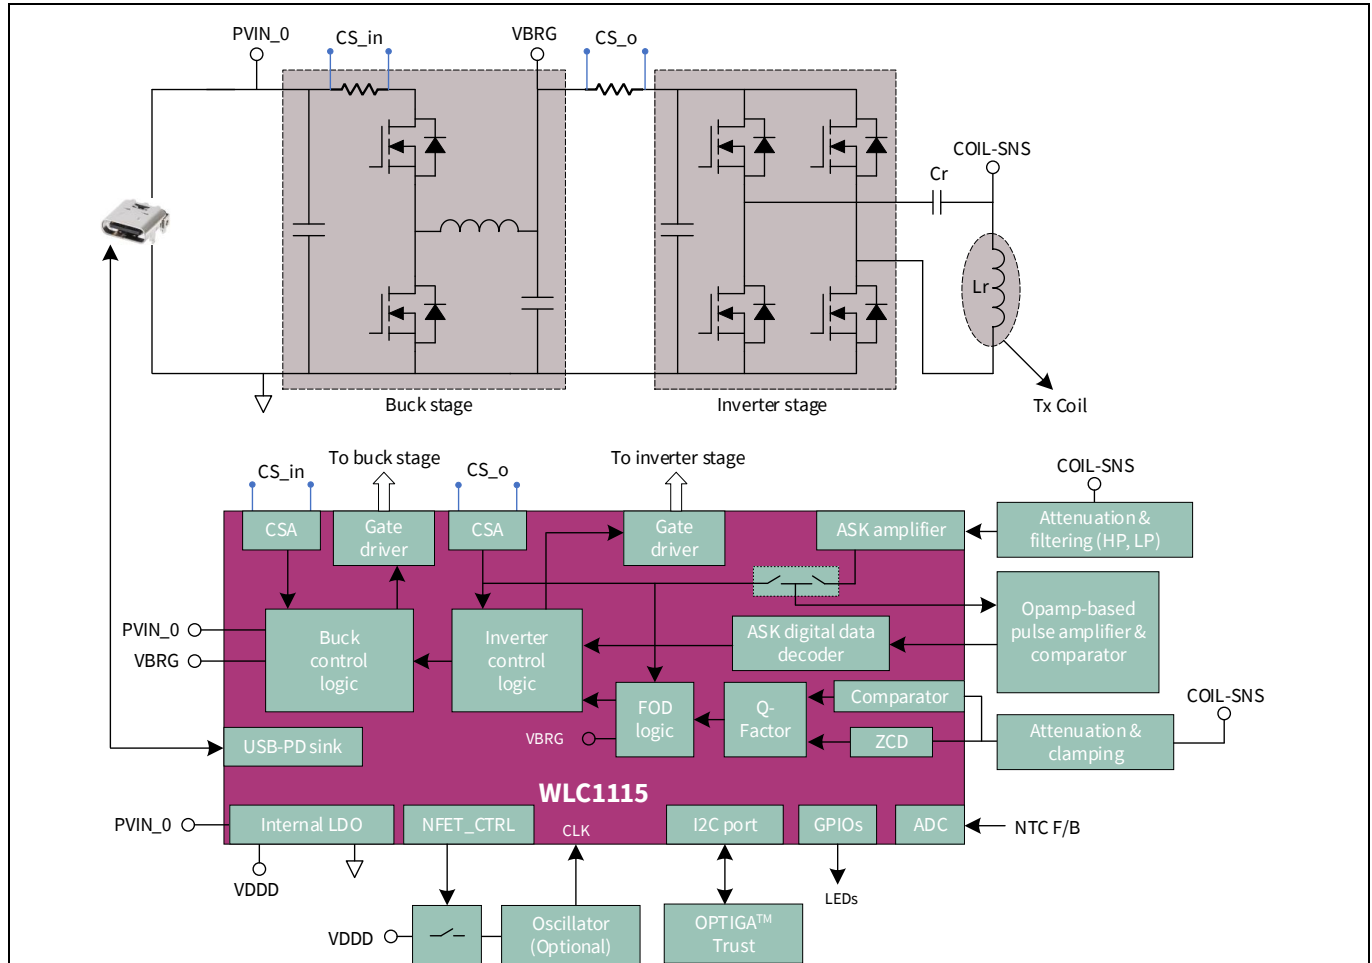 PVIN_0
CS_in
VBRG
CS_o
COIL-SNS
Cr
Lr
Buck stage
Inverter stage
Tx Coil
To buck stage
To inverter stage
CS_in
CS_o
COIL-SNS
CSA
Gate
driver
CSA
Gate
driver
ASK amplifier
Attenuation &
filtering (HP, LP)
PVIN_0
VBRG
Buck
control
logic
Inverter
control
logic
ASK digital data
decoder
Opamp-based
pulse amplifier &
comparator
FOD
logic
VBRG
Q-
Factor
Comparator
ZCD
COIL-SNS
Attenuation &
clamping
USB-PD sink
WLC1115
PVIN_0
Internal LDO
NFET_CTRL
CLK
I2C port
GPIOs
ADC
NTC F/B
VDDD
LEDs
VDDD
Oscillator
(Optional)
OPTIGA™
Trust